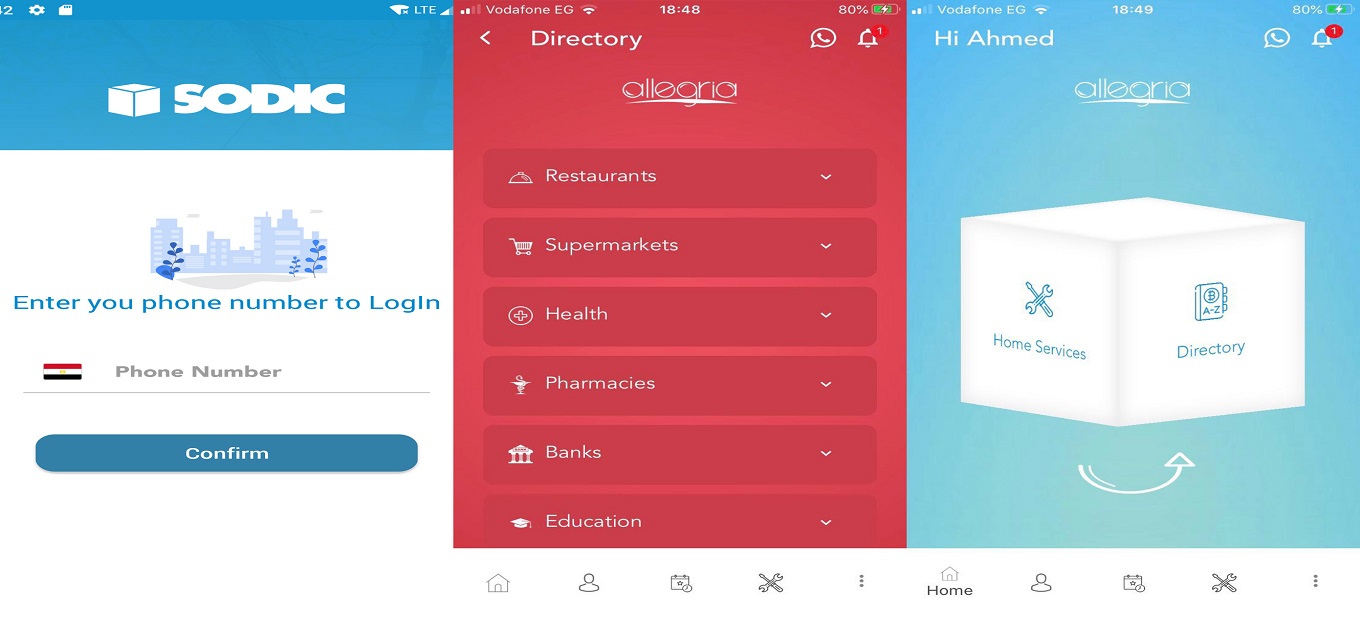 42
LTE
SODIC
Enter you phone number to LogIn
Phone Number
Confirm
Vodafone EG
18:48
80%
Directory
1
allegria
Restaurants
Supermarkets
Health
Pharmacies
Banks
Education
Vodafone EG
18:49
80%
Hi Ahmed
1
allegria
Home Services
A-Z
Directory
Home